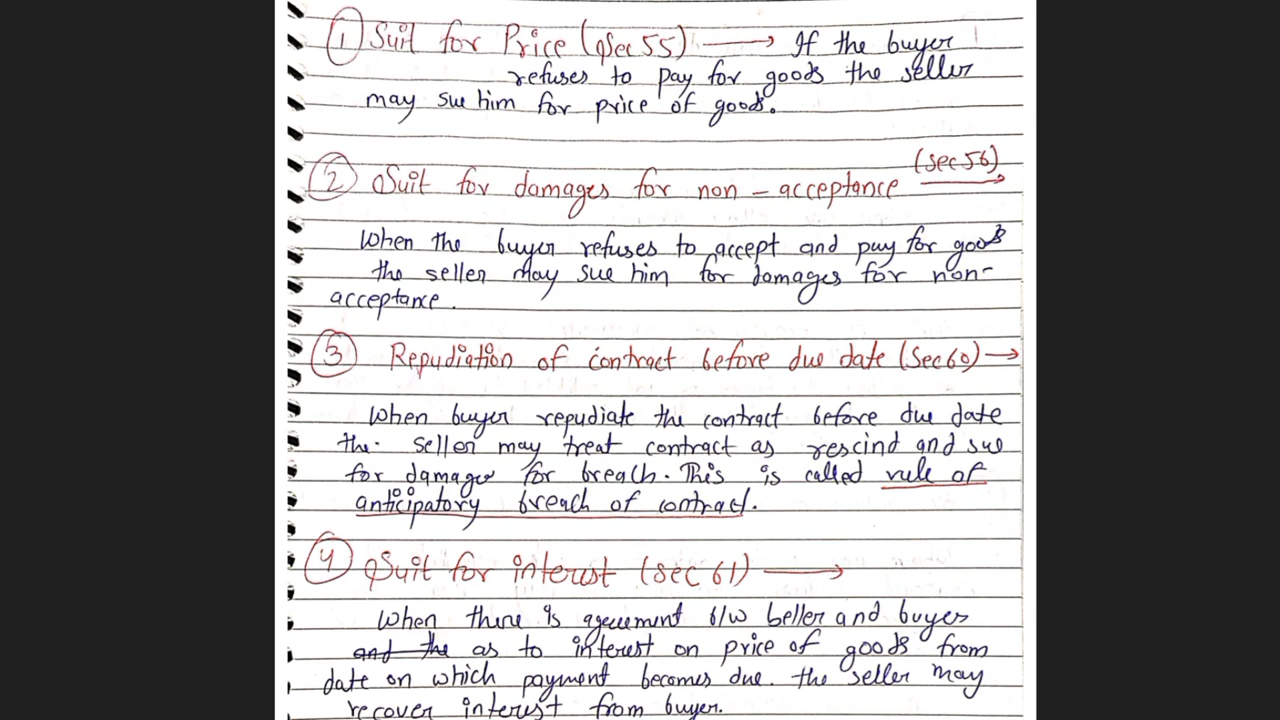 ① Suit for Price (Sec 55) → If the buyer
refuses to pay for goods the seller
may sue him for price of goods.
(Sec 56)
② Suit for damages for non - acceptance →
When the buyer refuses to accept and pay for goods
the seller may sue him for damages for non-
acceptance.
③ Repudiation of contract before due date (Sec 60) →
When buyer repudiate the contract before due date
the seller may treat contract as rescind and sue
for damages for breach. This is called rule of
anticipatory breach of contract.
④ Suit for interest (sec 61) →
When there is agreement b/w beller and buyer
and the as to interest on price of goods from
date on which payment becomes due. the seller may
recover interest from buyer.